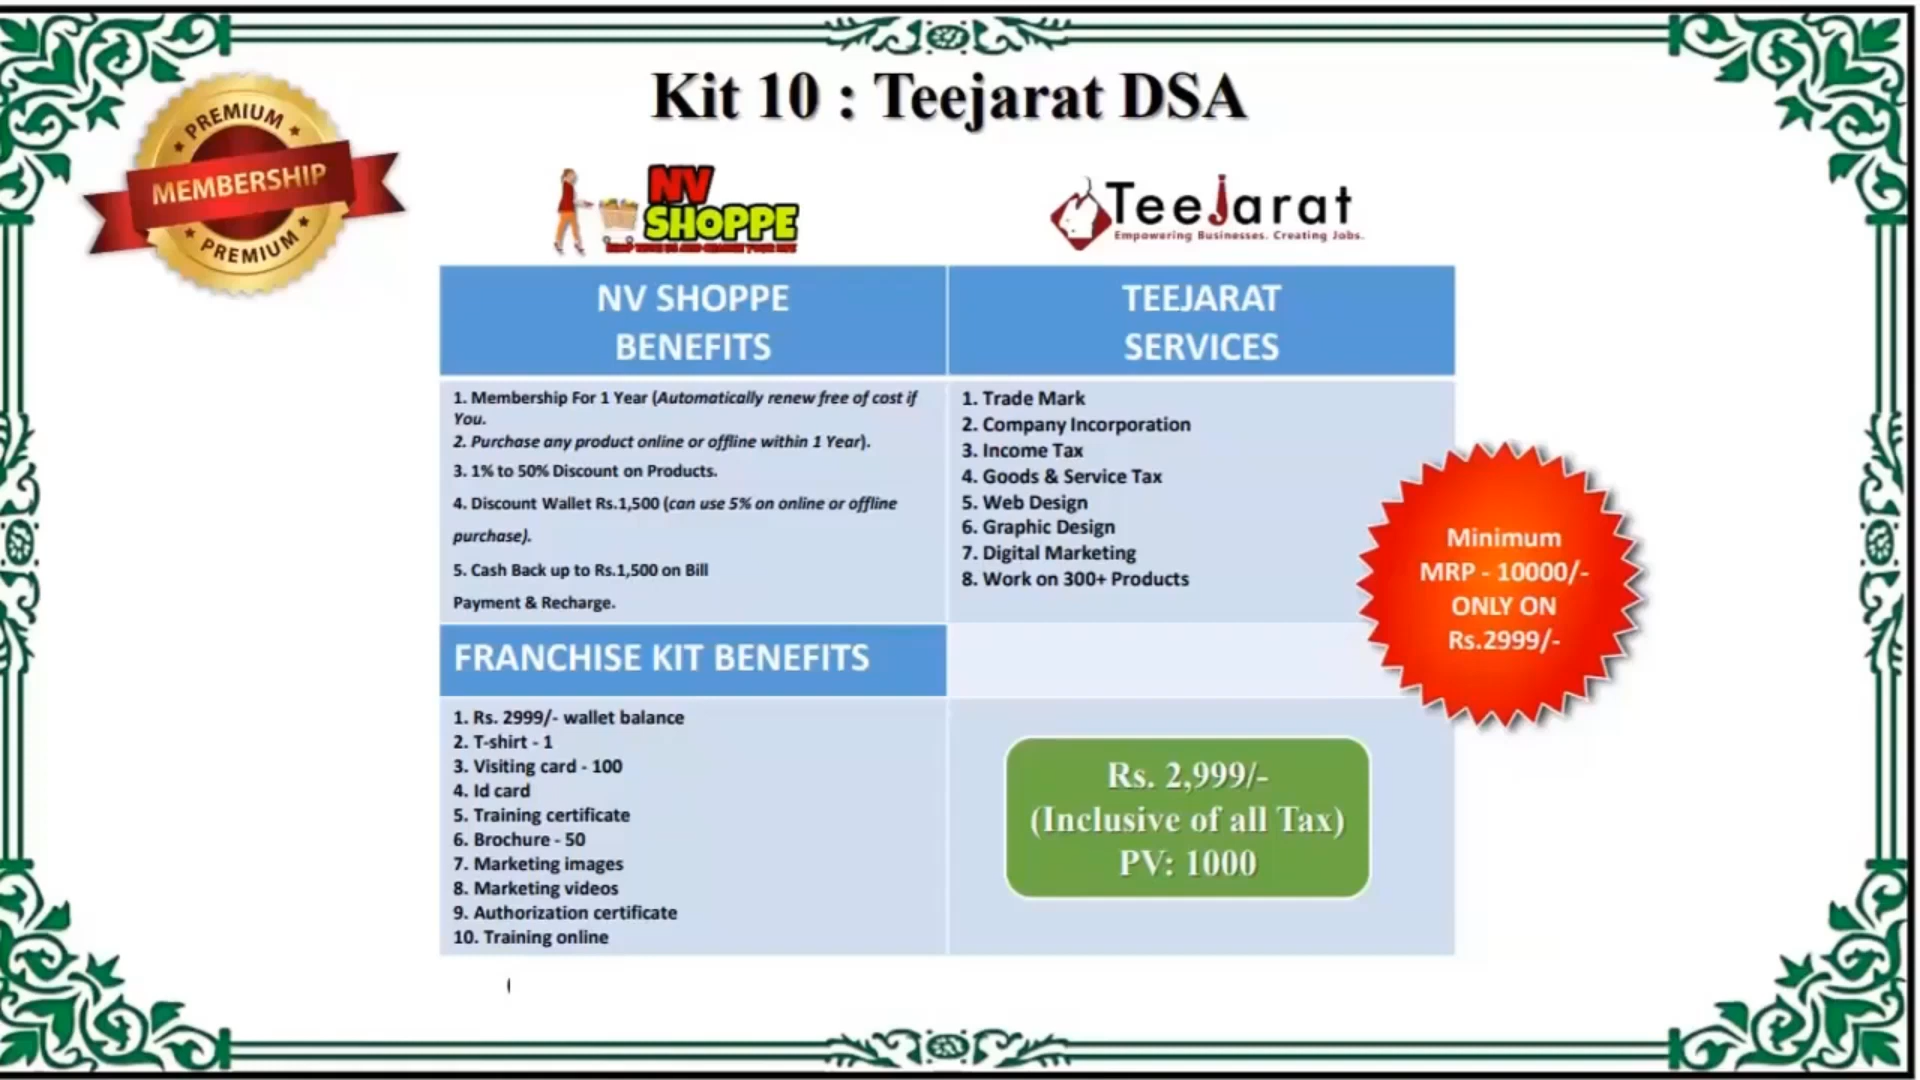 Kit 10 : Teejarat DSA
PREMIUM
MEMBERSHIP
PREMIUM
NV
SHOPPE
TeeJarat
Empowering Businesses. Creating Jobs.
NV SHOPPE
BENEFITS
TEEJARAT
SERVICES
1. Membership For 1 Year (Automatically renew free of cost if
You.
2. Purchase any product online or offline within 1 Year).
3. 1% to 50% Discount on Products.
4. Discount Wallet Rs.1,500 (can use 5% on online or offline
purchase).
5. Cash Back up to Rs.1,500 on Bill
Payment & Recharge.
1. Trade Mark
2. Company Incorporation
3. Income Tax
4. Goods & Service Tax
5. Web Design
6. Graphic Design
7. Digital Marketing
8. Work on 300+ Products
Minimum
MRP - 10000/-
ONLY ON
Rs.2999/-
FRANCHISE KIT BENEFITS
1. Rs. 2999/- wallet balance
2. T-shirt - 1
3. Visiting card - 100
4. Id card
5. Training certificate
6. Brochure - 50
7. Marketing images
8. Marketing videos
9. Authorization certificate
10. Training online
Rs. 2,999/-
(Inclusive of all Tax)
PV: 1000